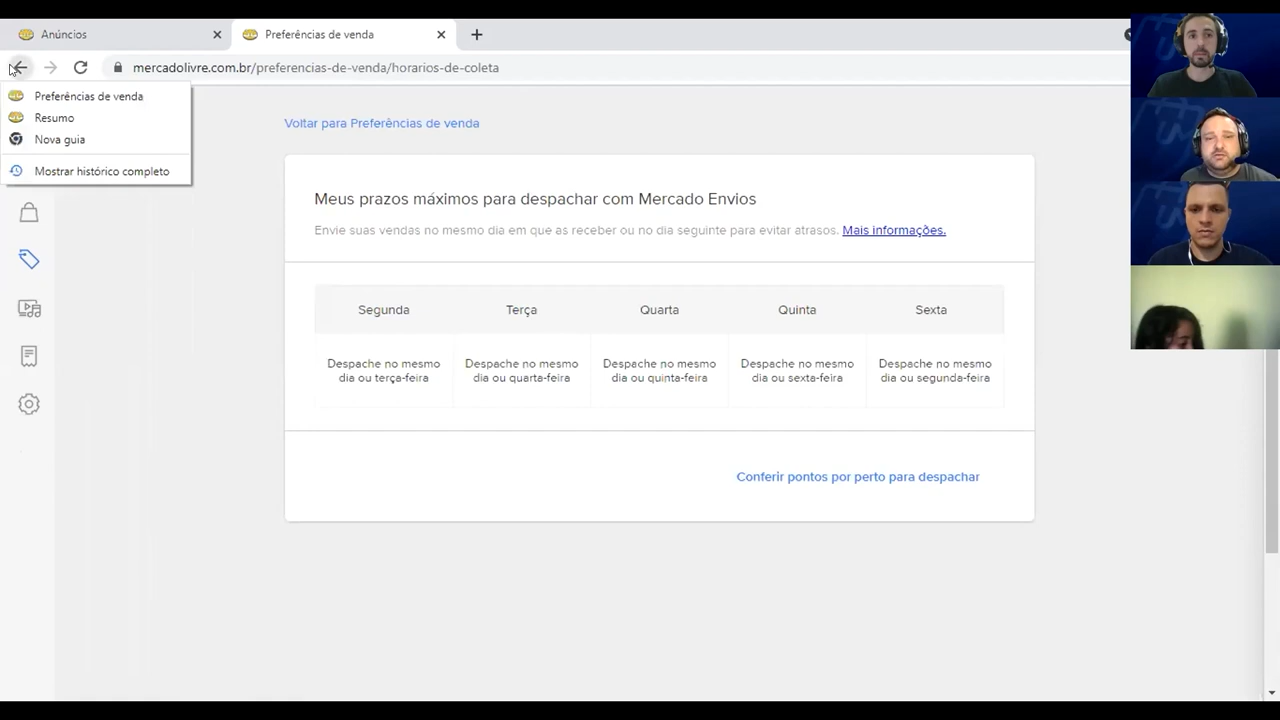 Anúncios
Preferências de venda
mercadolivre.com.br/preferencias-de-venda/horarios-de-coleta
Preferências de venda
Resumo
Nova guia
Mostrar histórico completo
Voltar para Preferências de venda
Meus prazos máximos para despachar com Mercado Envios
Envie suas vendas no mesmo dia em que as receber ou no dia seguinte para evitar atrasos. Mais informações.
Segunda Terça Quarta Quinta Sexta
Despache no mesmo Despache no mesmo Despache no mesmo Despache no mesmo Despache no mesmo
dia ou terça-feira dia ou quarta-feira dia ou quinta-feira dia ou sexta-feira dia ou segunda-feira
Conferir pontos por perto para despachar